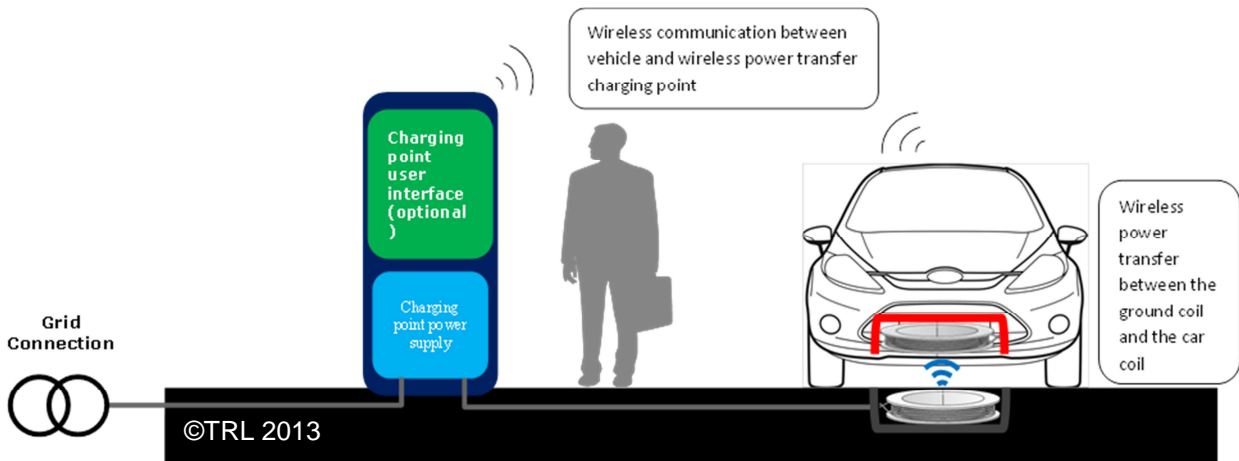 Wireless communication between
vehicle and wireless power transfer
charging point
Charging
point
user
interface
(optional
)
Charging
point power
supply
Grid
Connection
Wireless
power
transfer
between the
ground coil
and the car
coil
©TRL 2013